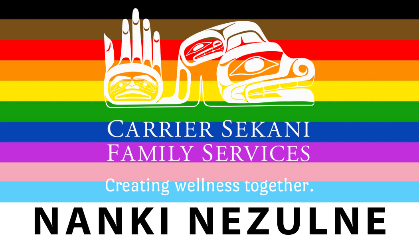 CARRIER SEKANI
FAMILY SERVICES
Creating wellness together.
NANKI NEZULNE